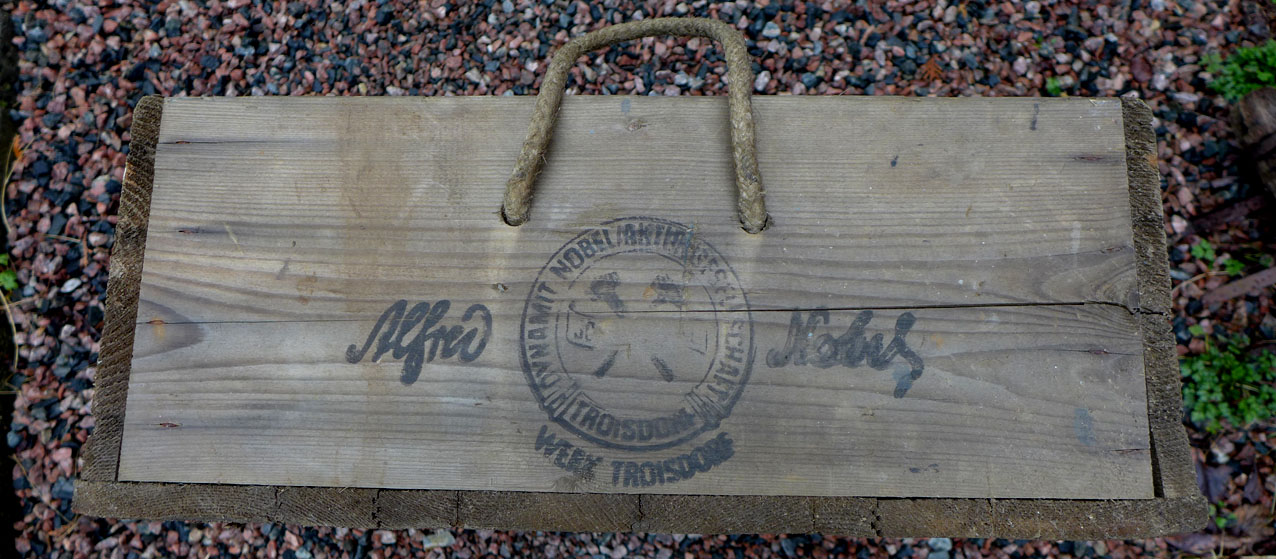 Alfred Nobel
DYNAMIT NOBEL AKTIENGESELLSCHAFT
TROISDORF
WERK TROISDORF